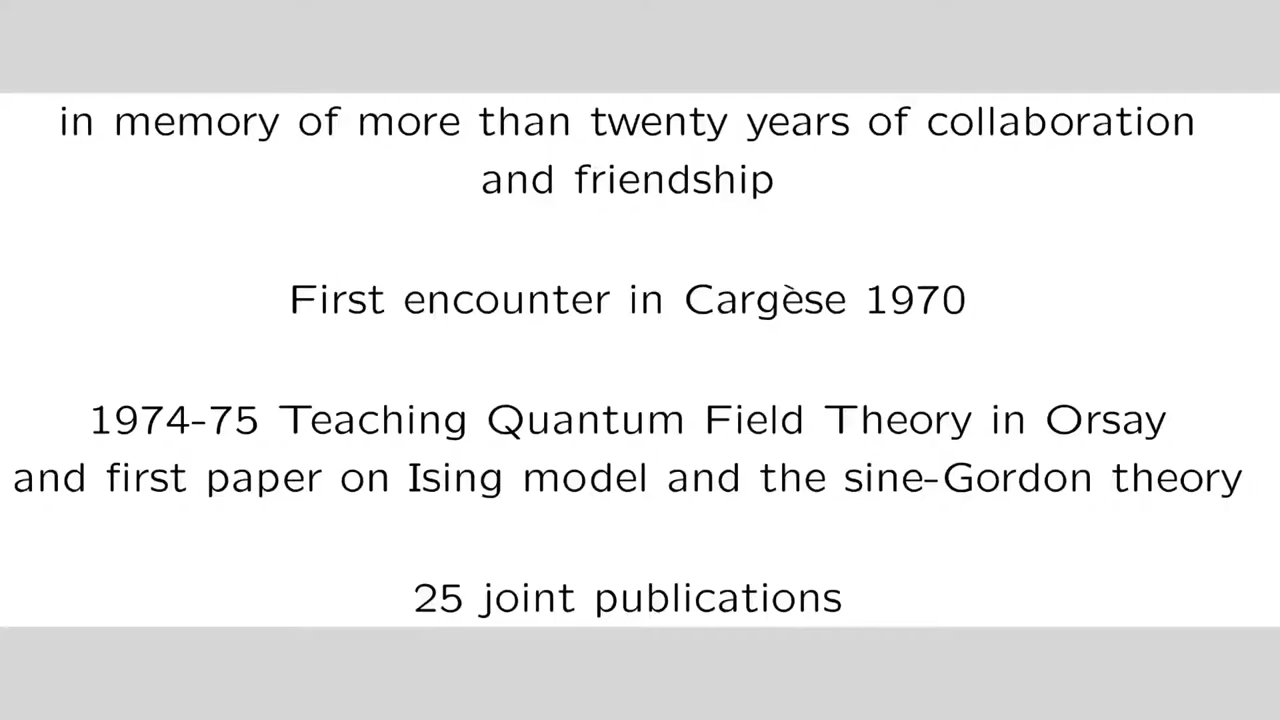 in memory of more than twenty years of collaboration
and friendship
First encounter in Cargèse 1970
1974-75 Teaching Quantum Field Theory in Orsay
and first paper on Ising model and the sine-Gordon theory
25 joint publications